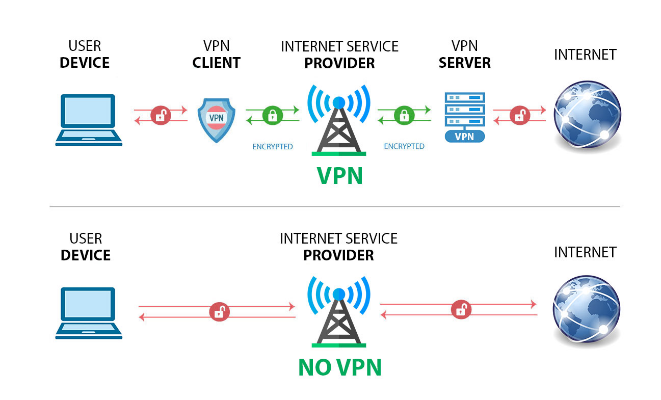 USER
DEVICE
VPN
CLIENT
INTERNET SERVICE
PROVIDER
VPN
SERVER
INTERNET
VPN
VPN
ENCRYPTED
ENCRYPTED
VPN
USER
DEVICE
INTERNET SERVICE
PROVIDER
INTERNET
NO VPN